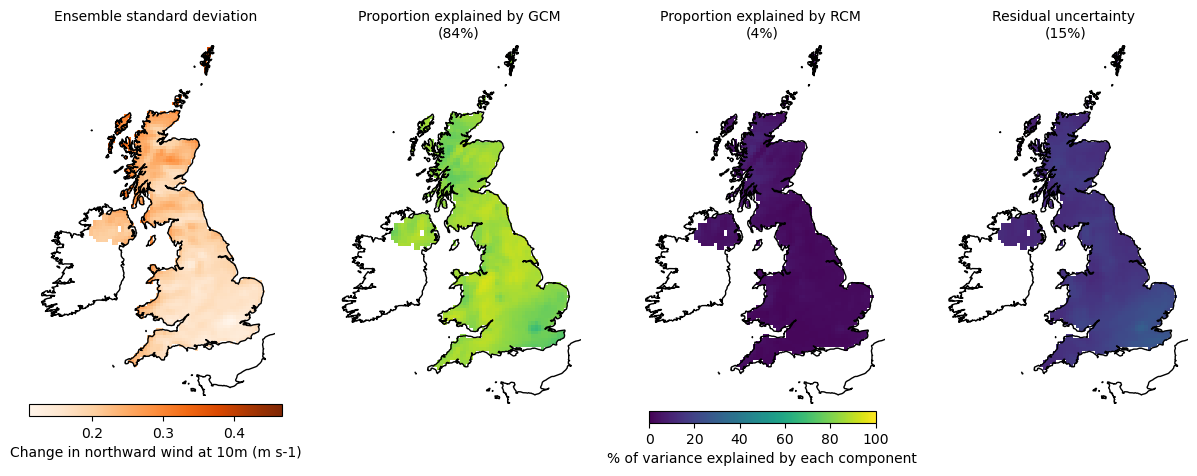 Ensemble standard deviation
Proportion explained by GCM
(84%)
Proportion explained by RCM
(4%)
Residual uncertainty
(15%)
0.2 0.3 0.4
Change in northward wind at 10m (m s-1)
0 20 40 60 80 100
% of variance explained by each component